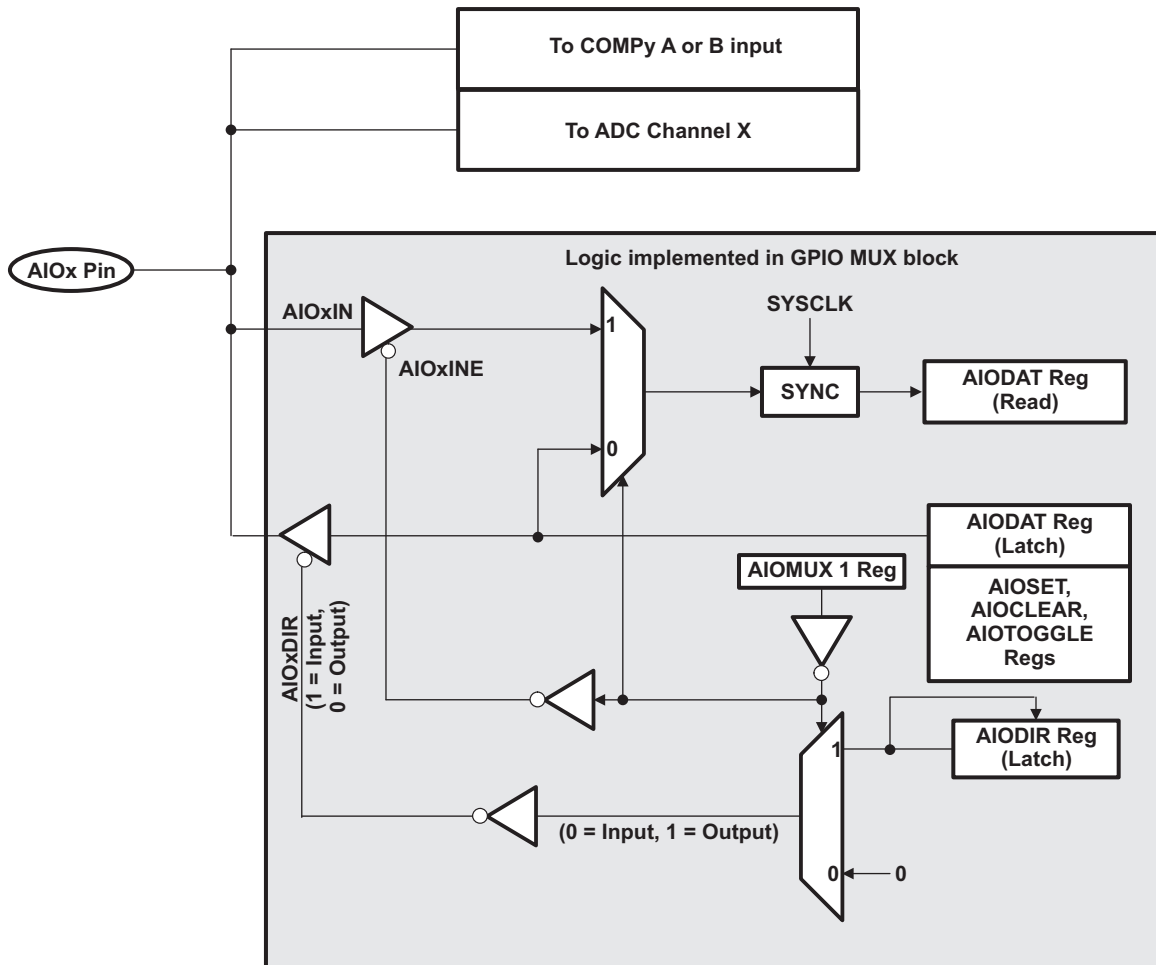 To COMPy A or B input
To ADC Channel X
AIOx Pin
Logic implemented in GPIO MUX block
AIOxIN
AIOxINE
1
0
SYSCLK
SYNC
AIODAT Reg
(Read)
AIODAT Reg
(Latch)
AIOSET,
AIOCLEAR,
AIOTOGGLE
Regs
AIOMUX 1 Reg
AIOxDIR
(1 = Input,
0 = Output)
1
AIODIR Reg
(Latch)
(0 = Input, 1 = Output)
0
0